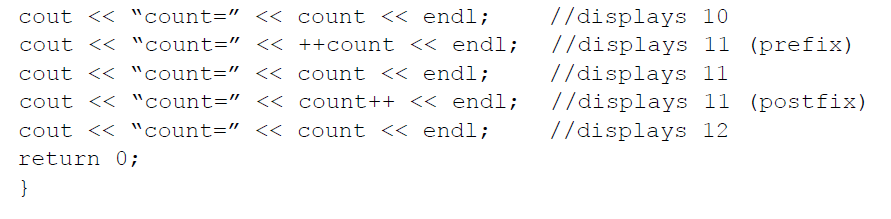 cout << “count=” << count << endl; //displays 10
cout << “count=” << ++count << endl; //displays 11 (prefix)
cout << “count=” << count << endl; //displays 11
cout << “count=” << count++ << endl; //displays 11 (postfix)
cout << “count=” << count << endl; //displays 12
return 0;
}